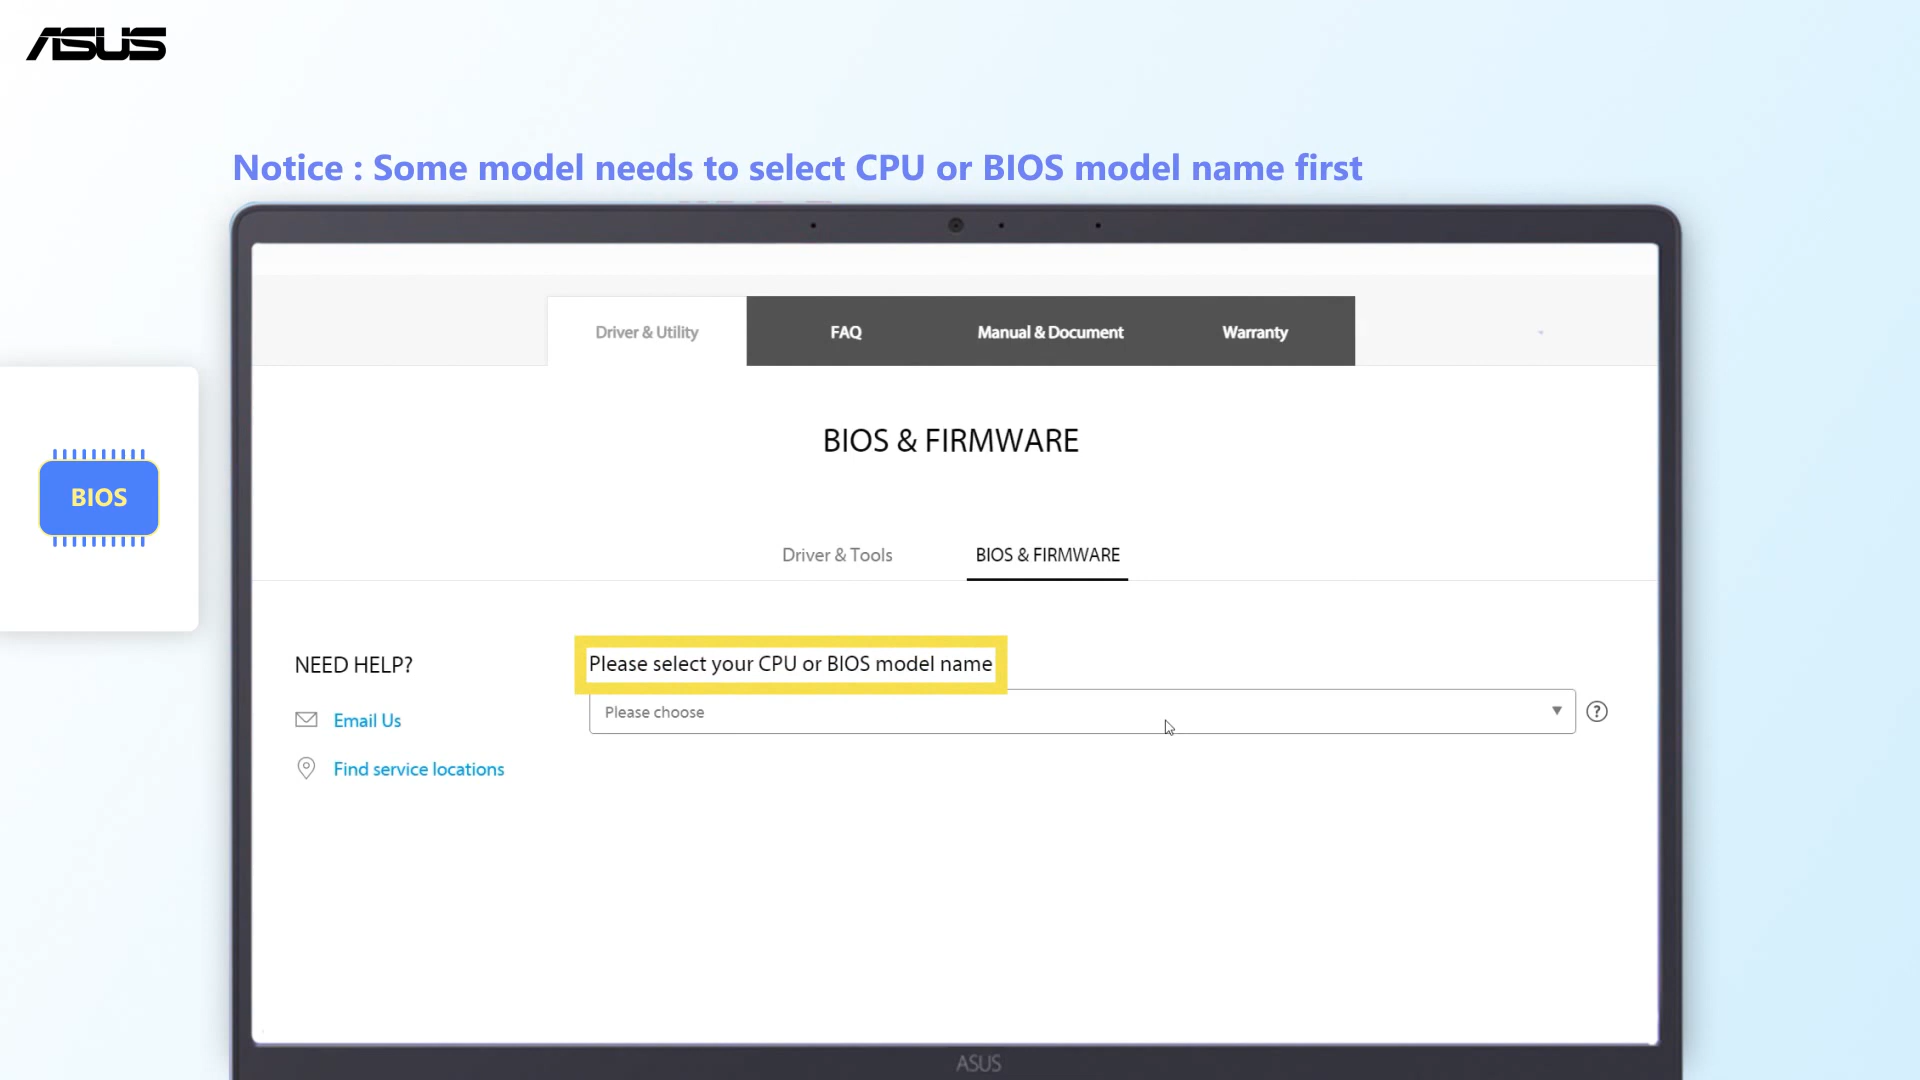 ASUS
Notice : Some model needs to select CPU or BIOS model name first
Driver & Utility
FAQ
Manual & Document
Warranty
BIOS & FIRMWARE
BIOS
Driver & Tools
BIOS & FIRMWARE
NEED HELP?
Please select your CPU or BIOS model name
Email Us
Please choose
?
Find service locations
ASUS